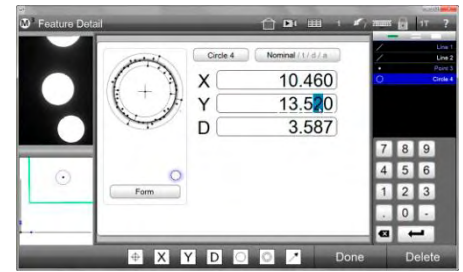 Feature Detail
1
1T ?
Circle 4
Nominal / t / d / a
Line 1
Line 2
Point 3
Circle 4
X 10.460
Y 13.520
D 3.587
Form
7 8 9
4 5 6
1 2 3
. 0 -
X Y D
Done
Delete